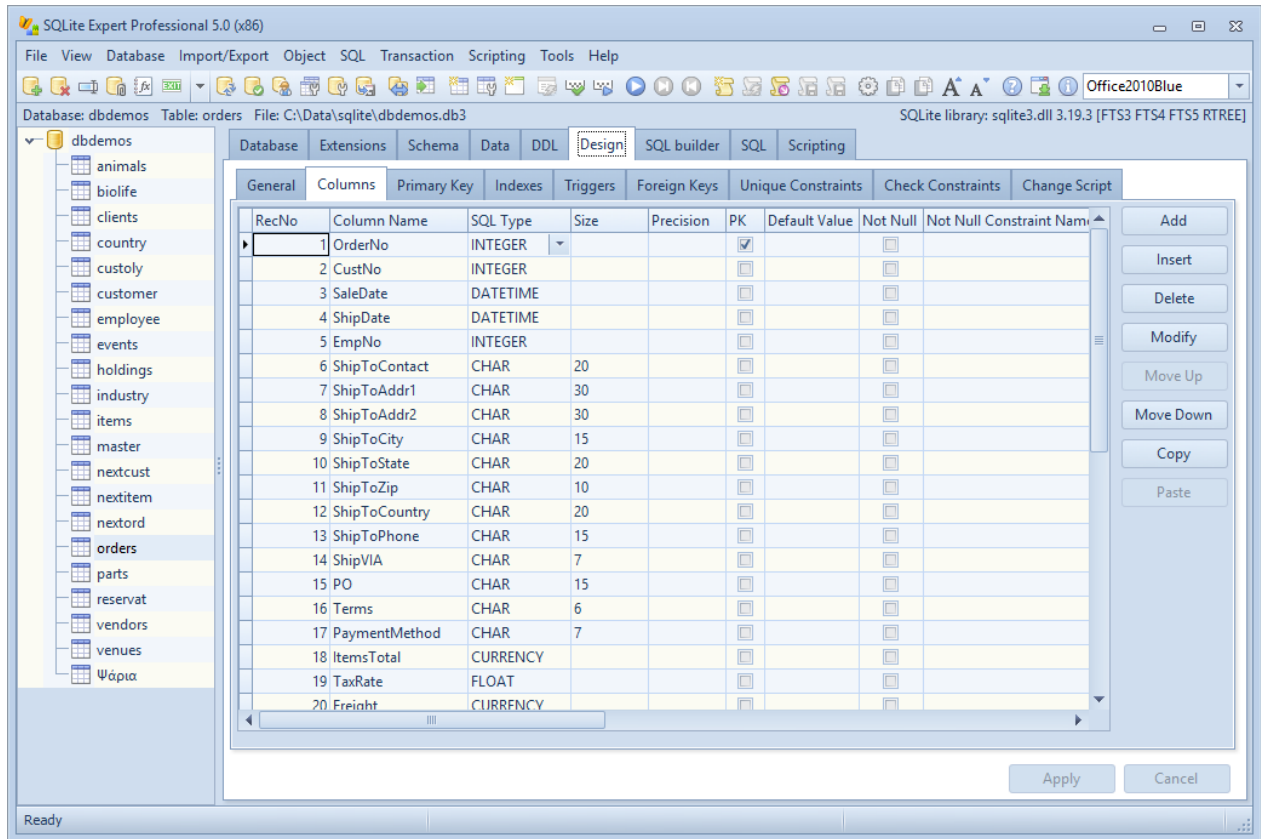 SQLite Expert Professional 5.0 (x86)
File View Database Import/Export Object SQL Transaction Scripting Tools Help
Office2010Blue
Database: dbdemos Table: orders File: C:\Data\sqlite\dbdemos.db3 SQLite library: sqlite3.dll 3.19.3 [FTS3 FTS4 FTS5 RTREE]
dbdemos
animals
biolife
clients
country
custoly
customer
employee
events
holdings
industry
items
master
nextcust
nextitem
nextord
orders
parts
reservat
vendors
venues
Ψάρια
Database Extensions Schema Data DDL Design SQL builder SQL Scripting
General Columns Primary Key Indexes Triggers Foreign Keys Unique Constraints Check Constraints Change Script
RecNo Column Name SQL Type Size Precision PK Default Value Not Null Not Null Constraint Name
1 OrderNo INTEGER
2 CustNo INTEGER
3 SaleDate DATETIME
4 ShipDate DATETIME
5 EmpNo INTEGER
6 ShipToContact CHAR 20
7 ShipToAddr1 CHAR 30
8 ShipToAddr2 CHAR 30
9 ShipToCity CHAR 15
10 ShipToState CHAR 20
11 ShipToZip CHAR 10
12 ShipToCountry CHAR 20
13 ShipToPhone CHAR 15
14 ShipVIA CHAR 7
15 PO CHAR 15
16 Terms CHAR 6
17 PaymentMethod CHAR 7
18 ItemsTotal CURRENCY
19 TaxRate FLOAT
20 Freight CURRENCY
Add
Insert
Delete
Modify
Move Up
Move Down
Copy
Paste
Apply Cancel
Ready